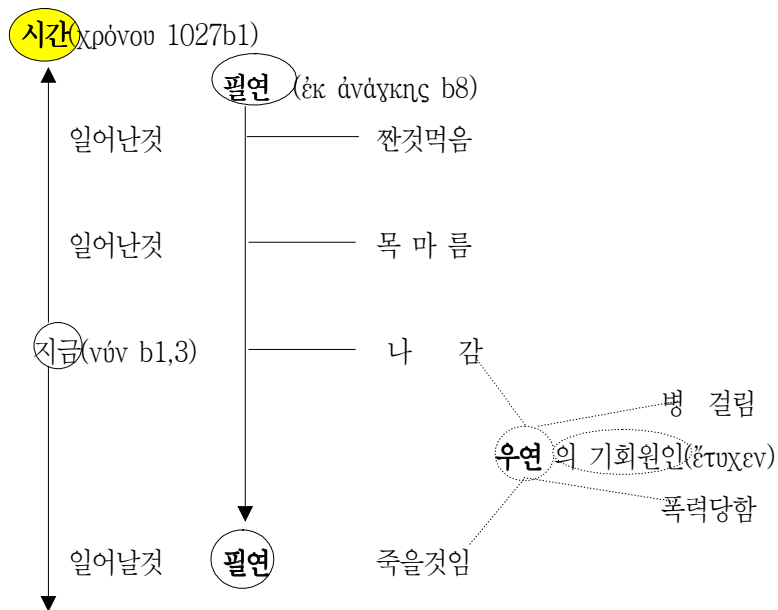 시간(χρόνου 1027b1)
필연 (ἐκ ἀνάγκης b8)
일어난것 짠것먹음
일어난것 목 마 름
지금(νύν b1,3) 나 감
병 걸림
우연 의 기회원인(ἔτυχεν)
폭력당함
일어날것 필연 죽을것임